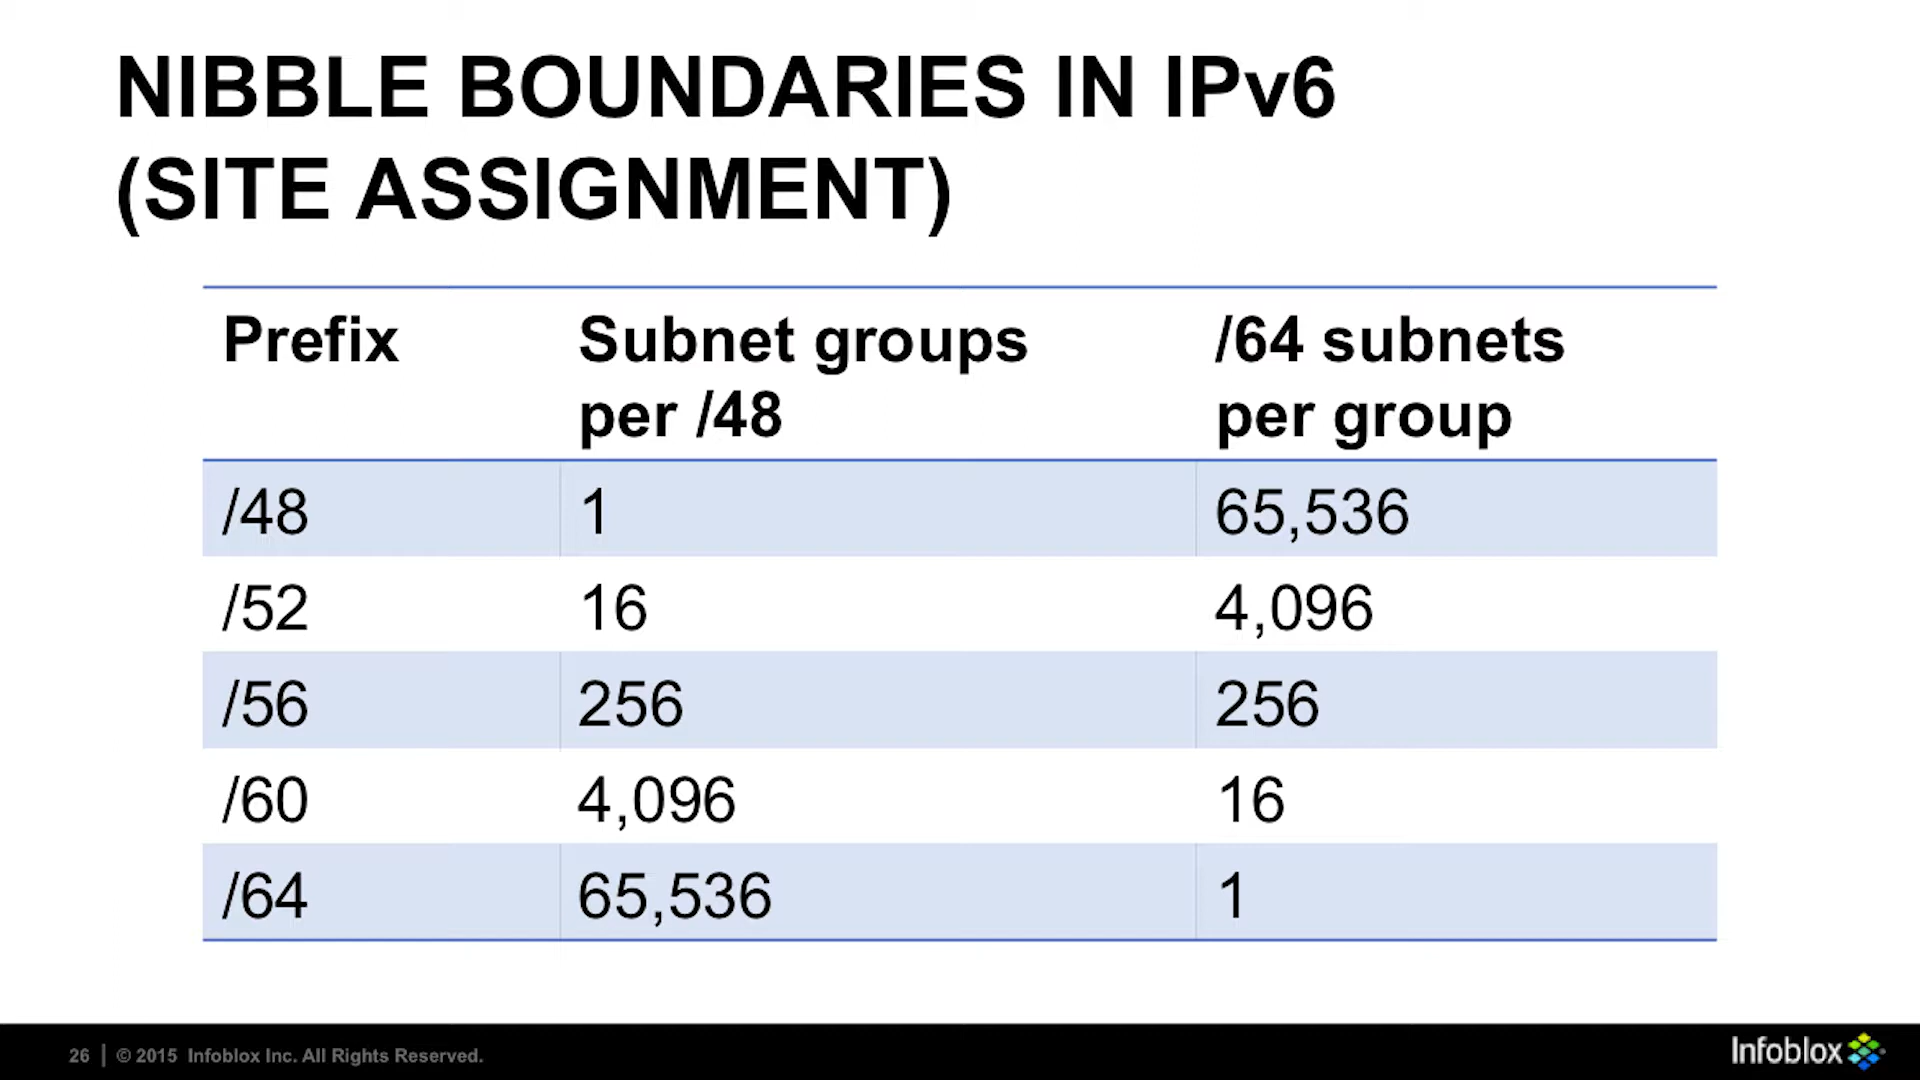 NIBBLE BOUNDARIES IN IPv6
(SITE ASSIGNMENT)
Prefix Subnet groups per /48 /64 subnets per group
/48 1 65,536
/52 16 4,096
/56 256 256
/60 4,096 16
/64 65,536 1
26 | © 2015 Infoblox Inc. All Rights Reserved.
Infoblox